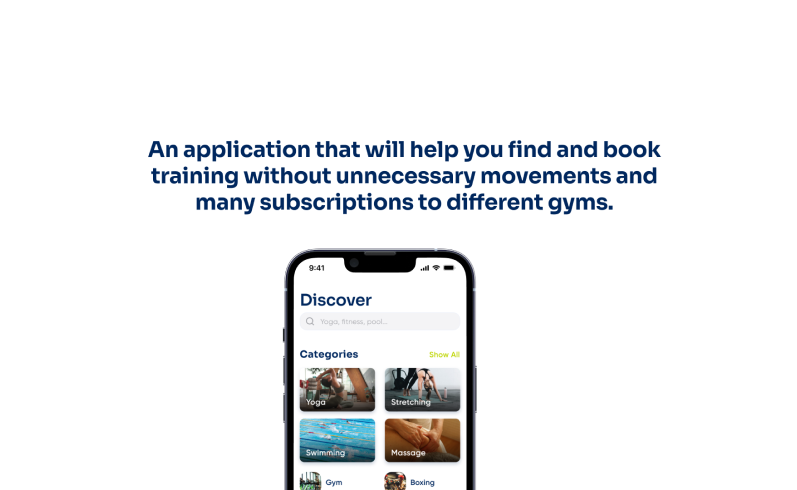 An application that will help you find and book
training without unnecessary movements and
many subscriptions to different gyms.
9:41
Discover
Yoga, fitness, pool...
Categories
Show All
Yoga
Stretching
Swimming
Massage
Gym
Boxing